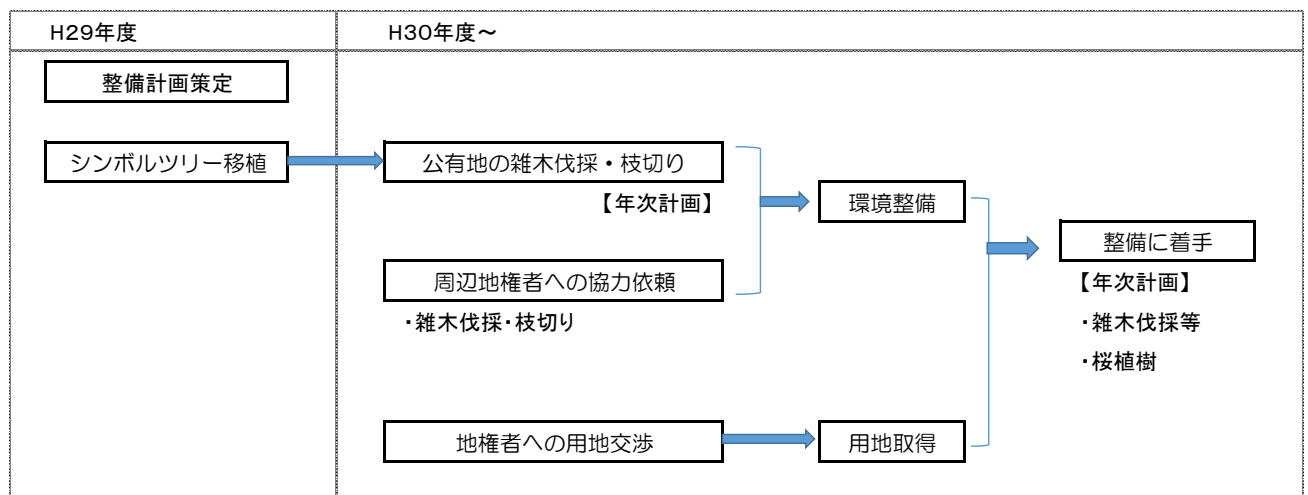 H29年度
H30年度～
整備計画策定
シンボルツリー移植
公有地の雑木伐採・枝切り
【年次計画】
環境整備
整備に着手
周辺地権者への協力依頼
【年次計画】
・雑木伐採・枝切り
・雑木伐採等
・桜植樹
地権者への用地交渉
用地取得